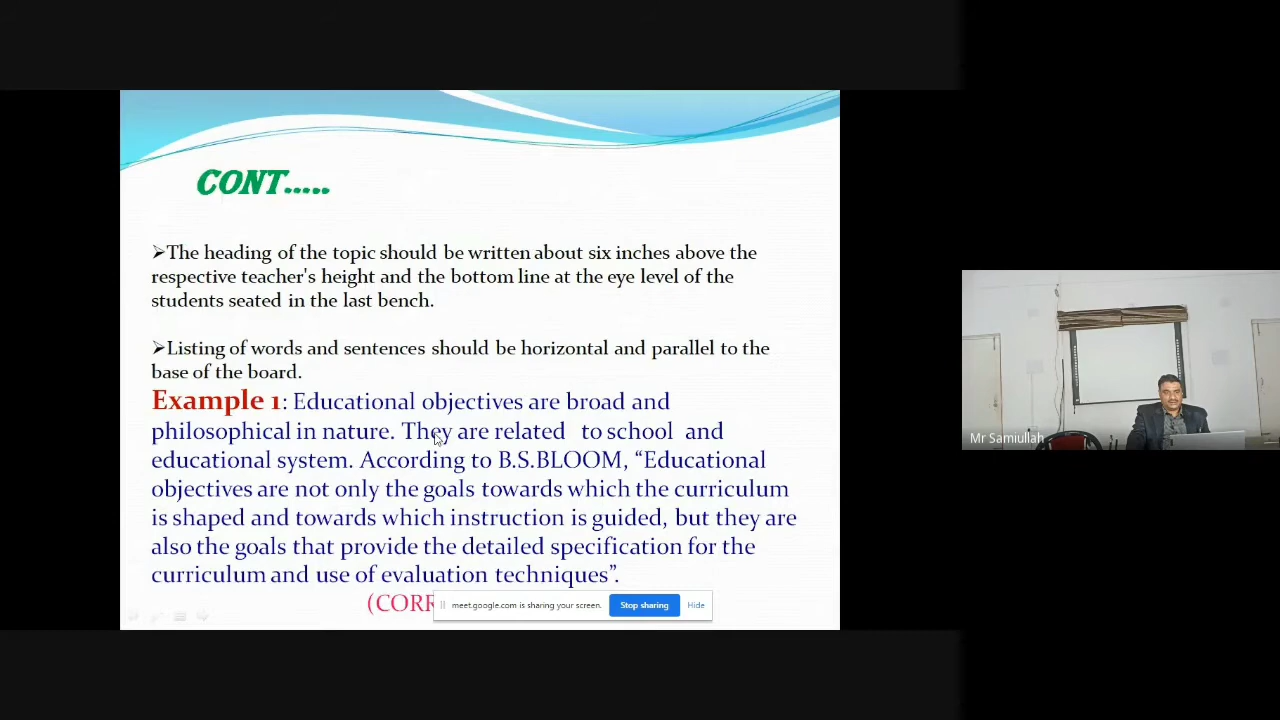 CONT.....
➢The heading of the topic should be written about six inches above the
respective teacher's height and the bottom line at the eye level of the
students seated in the last bench.
➢Listing of words and sentences should be horizontal and parallel to the
base of the board.
Example 1: Educational objectives are broad and
philosophical in nature. They are related to school and
educational system. According to B.S.BLOOM, “Educational
objectives are not only the goals towards which the curriculum
is shaped and towards which instruction is guided, but they are
also the goals that provide the detailed specification for the
curriculum and use of evaluation techniques”.
(CORR
meet.google.com is sharing your screen. Stop sharing Hide
Mr Samiullah